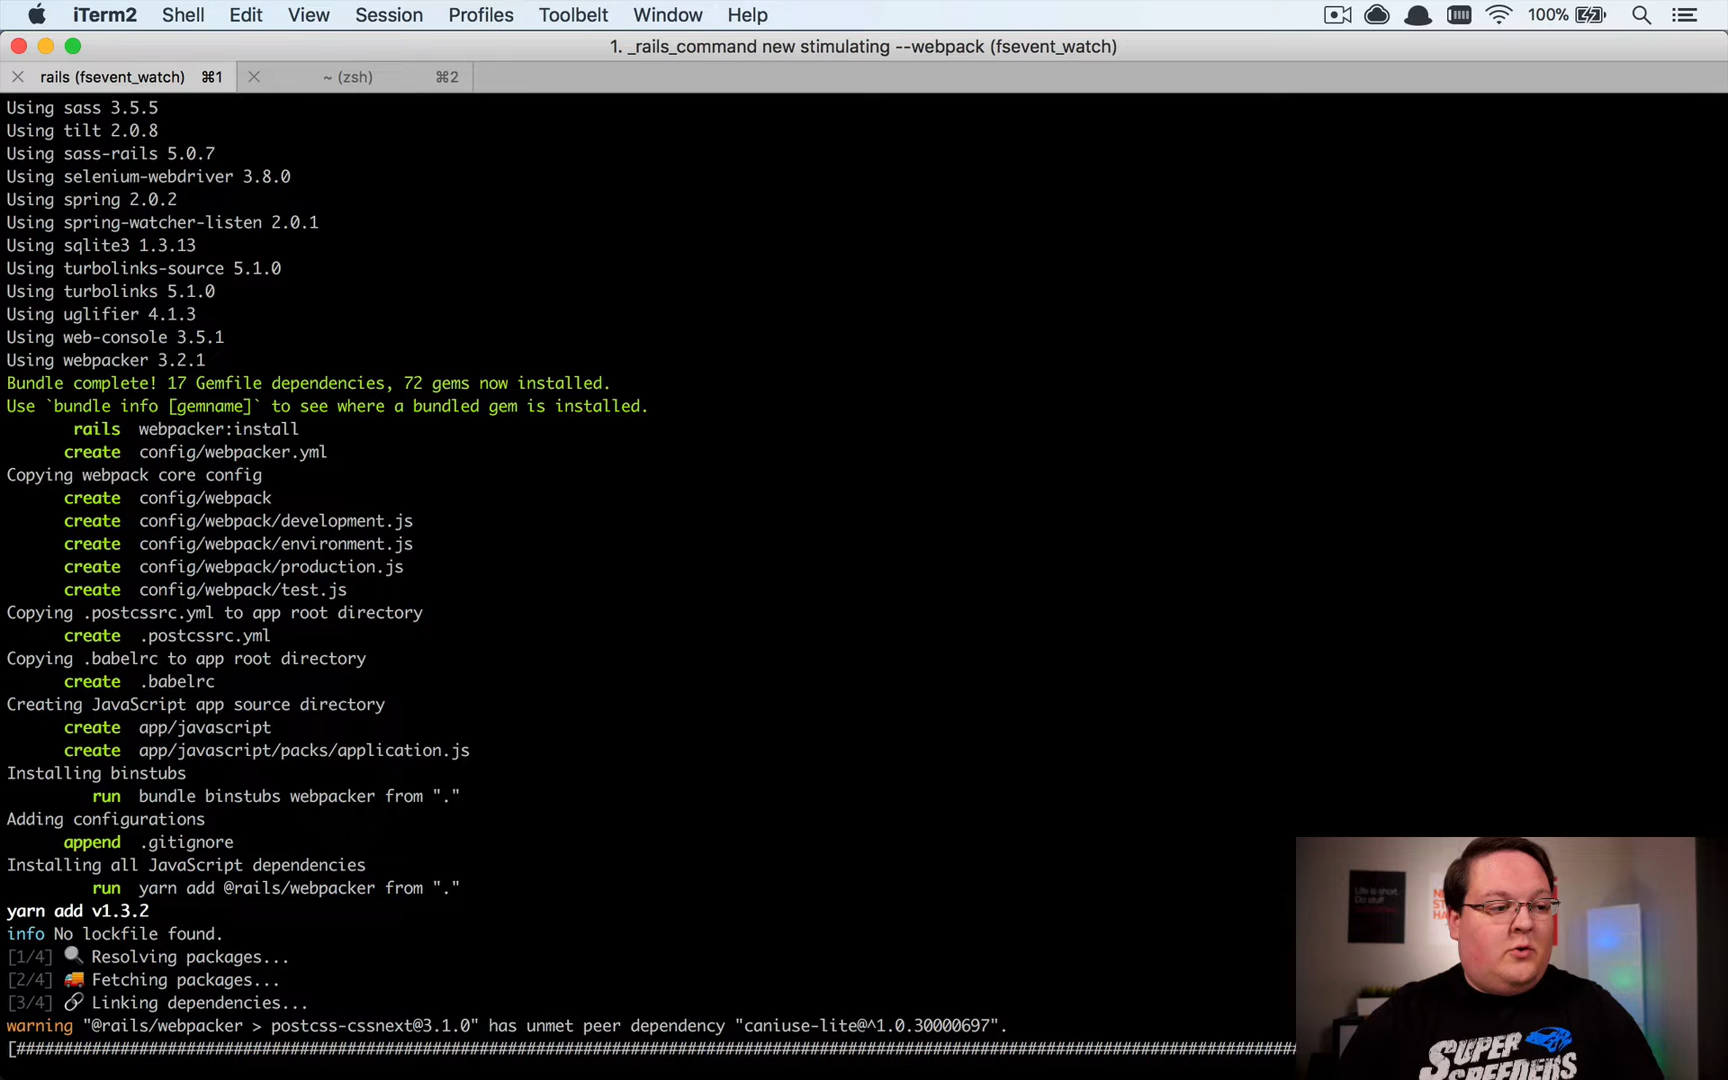 iTerm2 Shell Edit View Session Profiles Toolbelt Window Help 100%
1. _rails_command new stimulating --webpack (fsevent_watch)
rails (fsevent_watch) ⌘1 ~ (zsh) ⌘2
Using sass 3.5.5
Using tilt 2.0.8
Using sass-rails 5.0.7
Using selenium-webdriver 3.8.0
Using spring 2.0.2
Using spring-watcher-listen 2.0.1
Using sqlite3 1.3.13
Using turbolinks-source 5.1.0
Using turbolinks 5.1.0
Using uglifier 4.1.3
Using web-console 3.5.1
Using webpacker 3.2.1
Bundle complete! 17 Gemfile dependencies, 72 gems now installed.
Use `bundle info [gemname]` to see where a bundled gem is installed.
rails webpacker:install
create config/webpacker.yml
Copying webpack core config
create config/webpack
create config/webpack/development.js
create config/webpack/environment.js
create config/webpack/production.js
create config/webpack/test.js
Copying .postcssrc.yml to app root directory
create .postcssrc.yml
Copying .babelrc to app root directory
create .babelrc
Creating JavaScript app source directory
create app/javascript
create app/javascript/packs/application.js
Installing binstubs
run bundle binstubs webpacker from "."
Adding configurations
append .gitignore
Installing all JavaScript dependencies
run yarn add @rails/webpacker from "."
yarn add v1.3.2
info No lockfile found.
[1/4] 🔍 Resolving packages...
[2/4] 🚚 Fetching packages...
[3/4] 🔗 Linking dependencies...
warning "@rails/webpacker > postcss-cssnext@3.1.0" has unmet peer dependency "caniuse-lite@^1.0.30000697".
Life is short.
Do stuff
SUPER
SPEEDERS